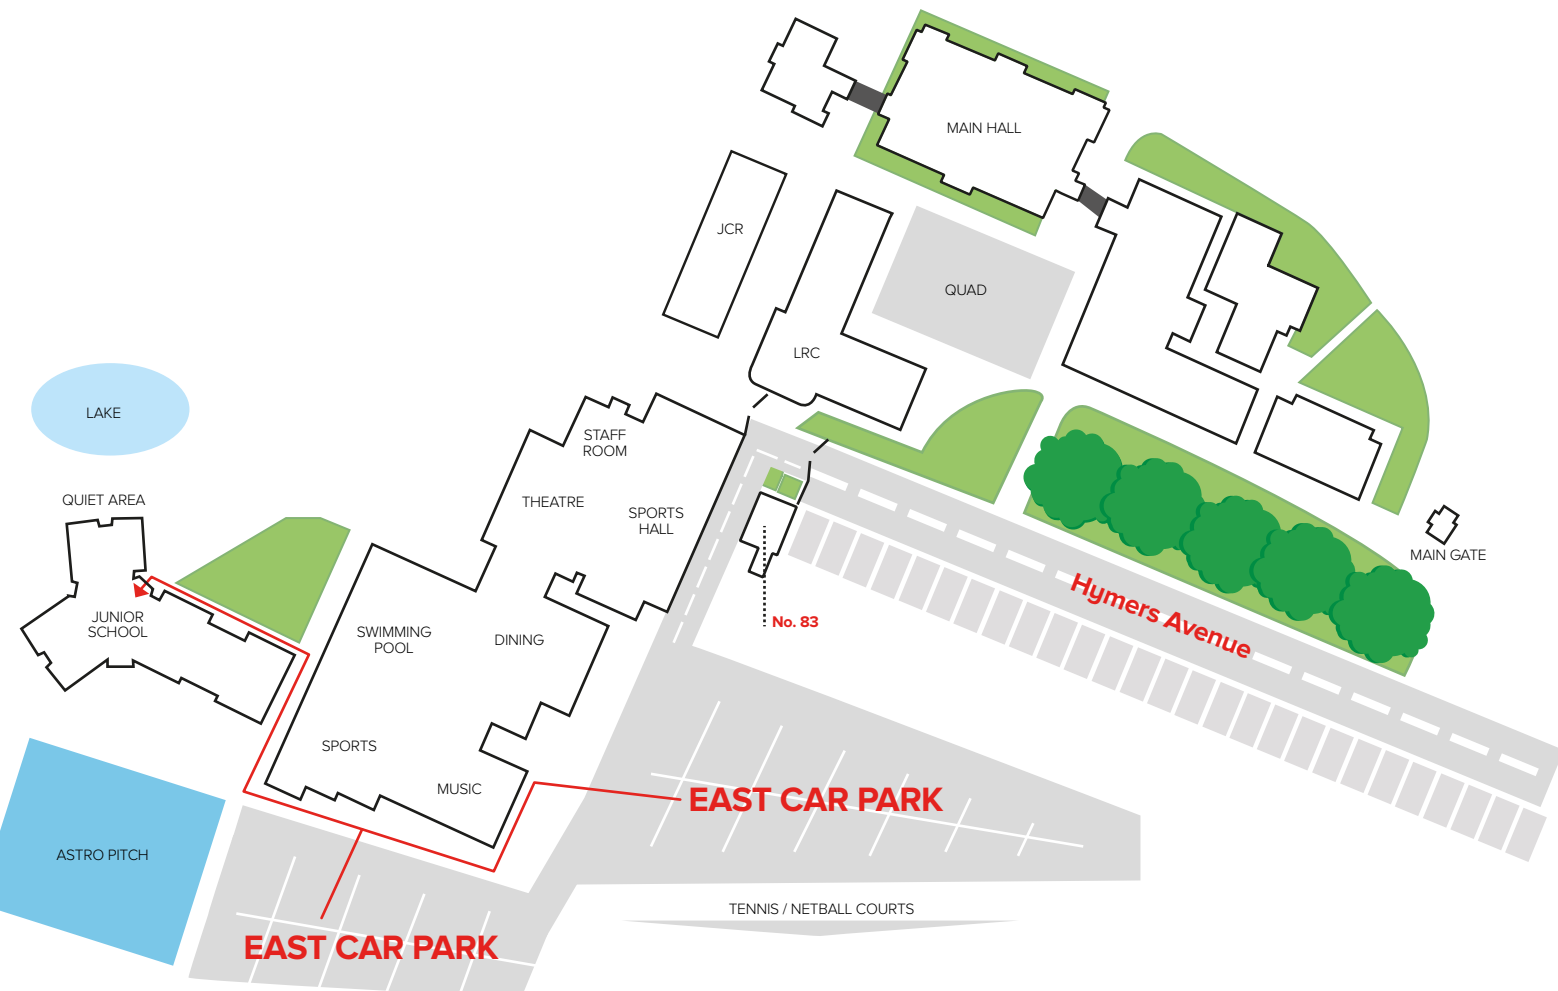 MAIN HALL
JCR
QUAD
LRC
LAKE
STAFF
ROOM
QUIET AREA
THEATRE
SPORTS
HALL
MAIN GATE
JUNIOR
SCHOOL
Hymers Avenue
No. 83
SWIMMING
POOL
DINING
SPORTS
MUSIC
EAST CAR PARK
ASTRO PITCH
TENNIS / NETBALL COURTS
EAST CAR PARK